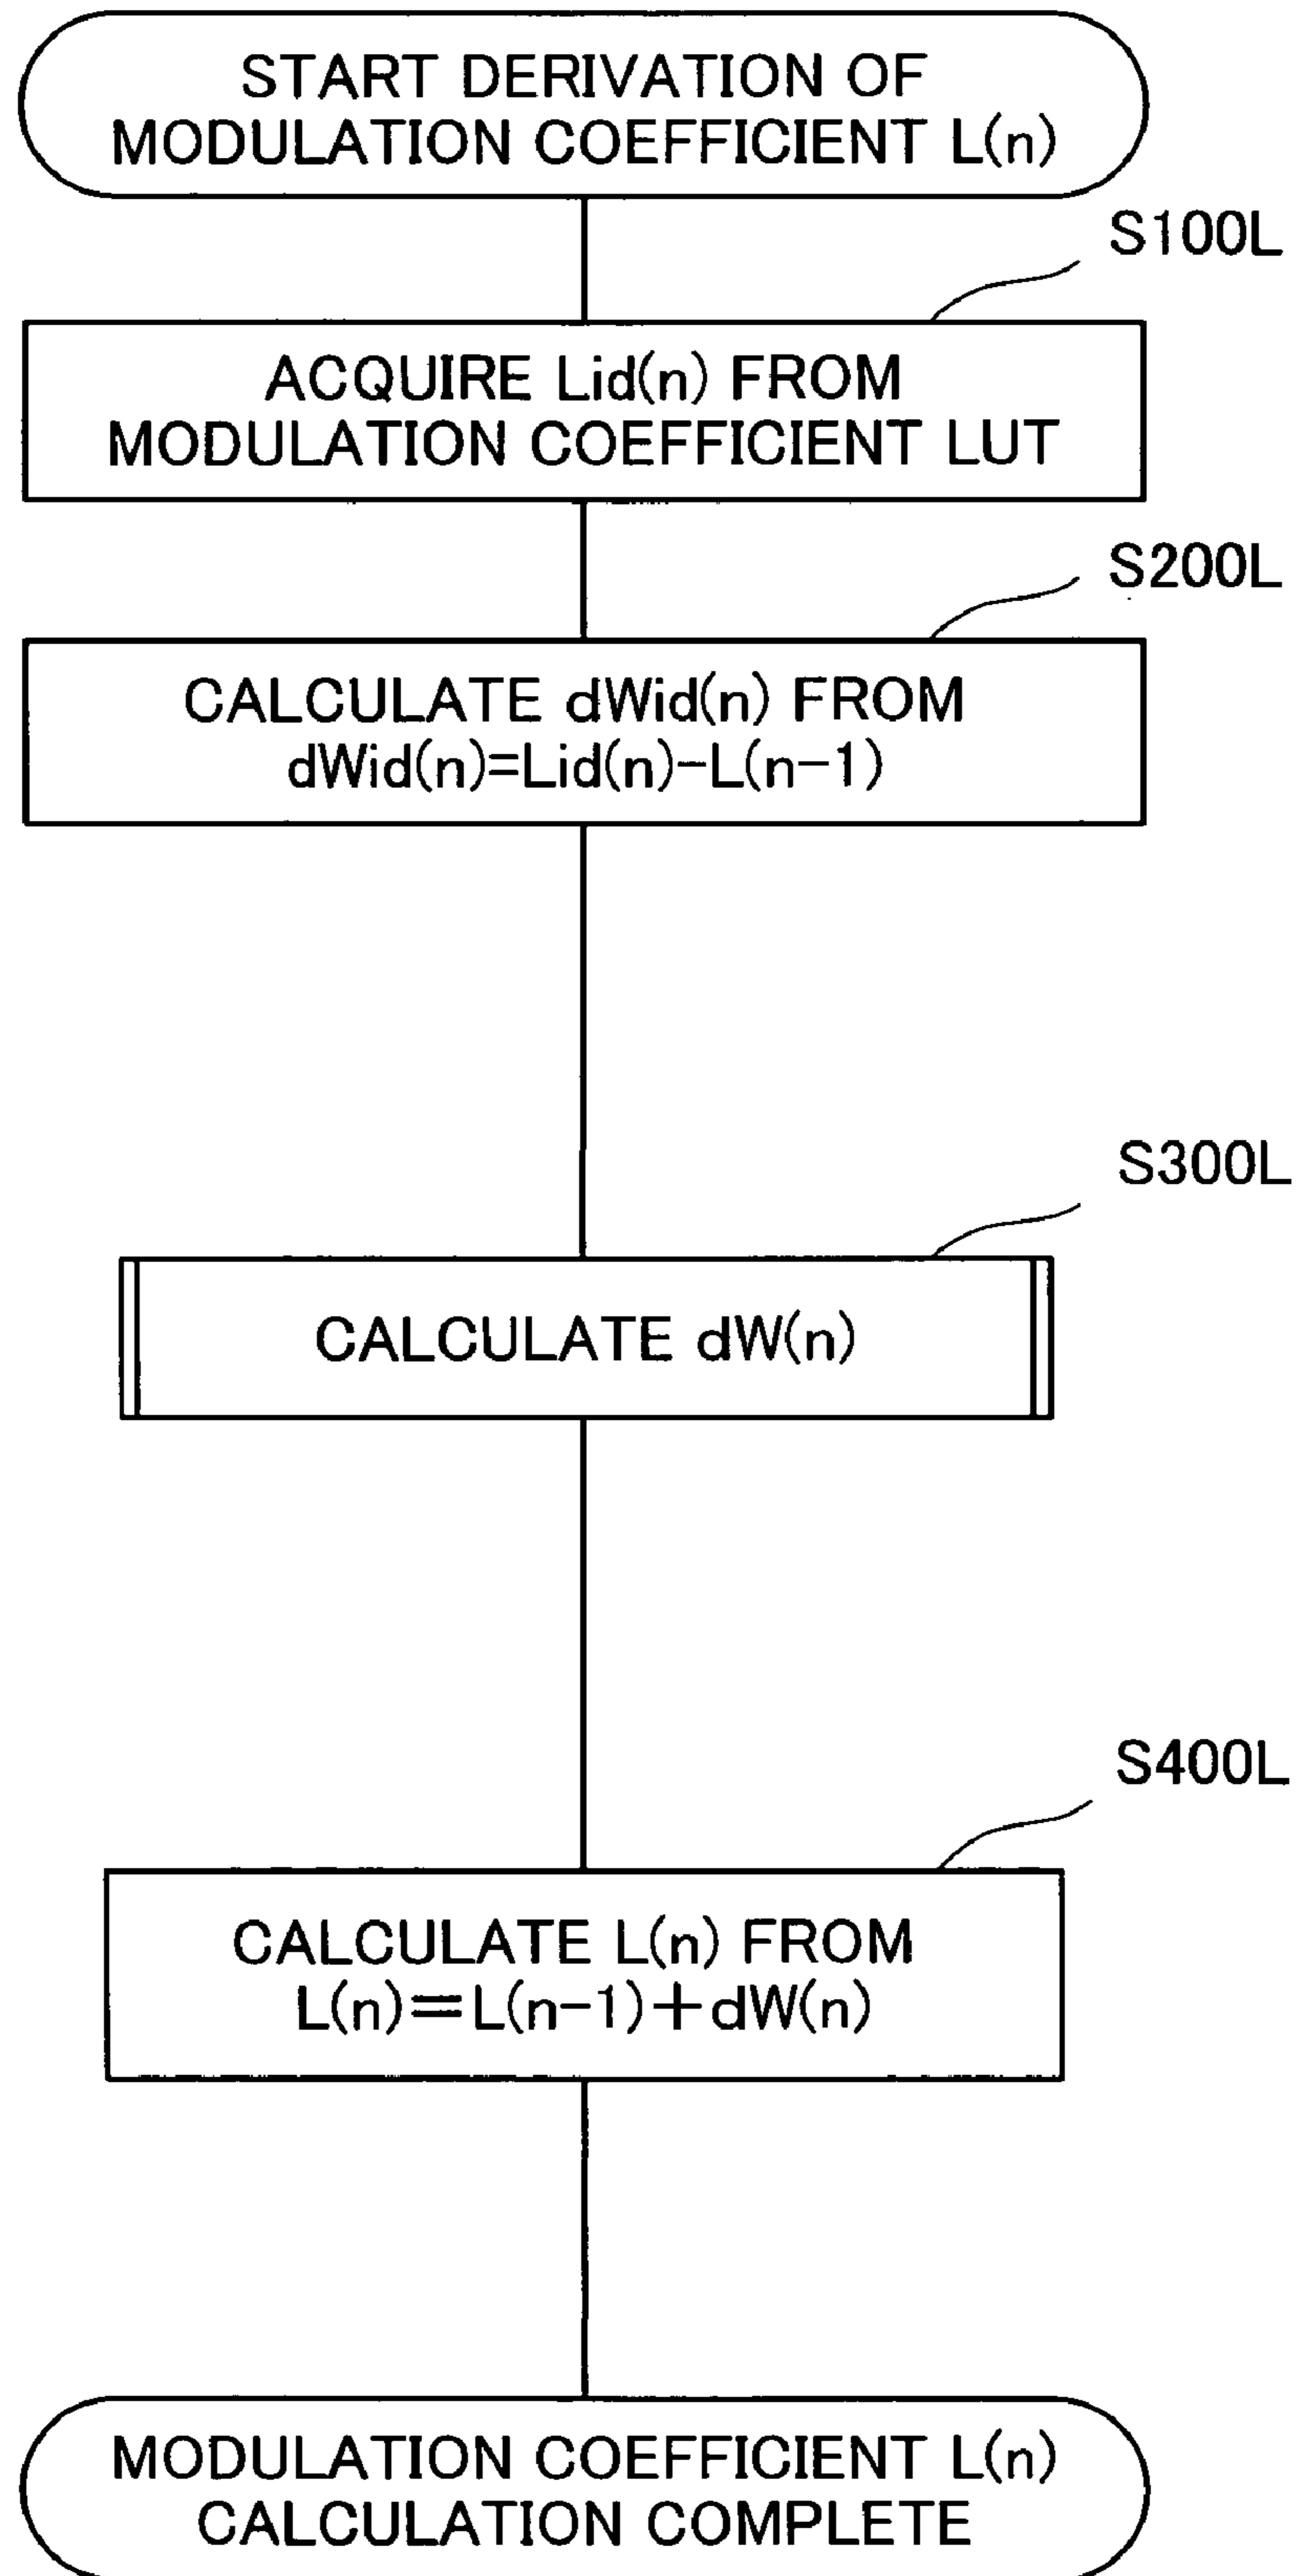 START DERIVATION OF
MODULATION COEFFICIENT L(n)
S100L
ACQUIRE Lid(n) FROM
MODULATION COEFFICIENT LUT
S200L
CALCULATE dWid(n) FROM
dWid(n)=Lid(n)-L(n-1)
S300L
CALCULATE dW(n)
S400L
CALCULATE L(n) FROM
L(n)=L(n-1)+dW(n)
MODULATION COEFFICIENT L(n)
CALCULATION COMPLETE